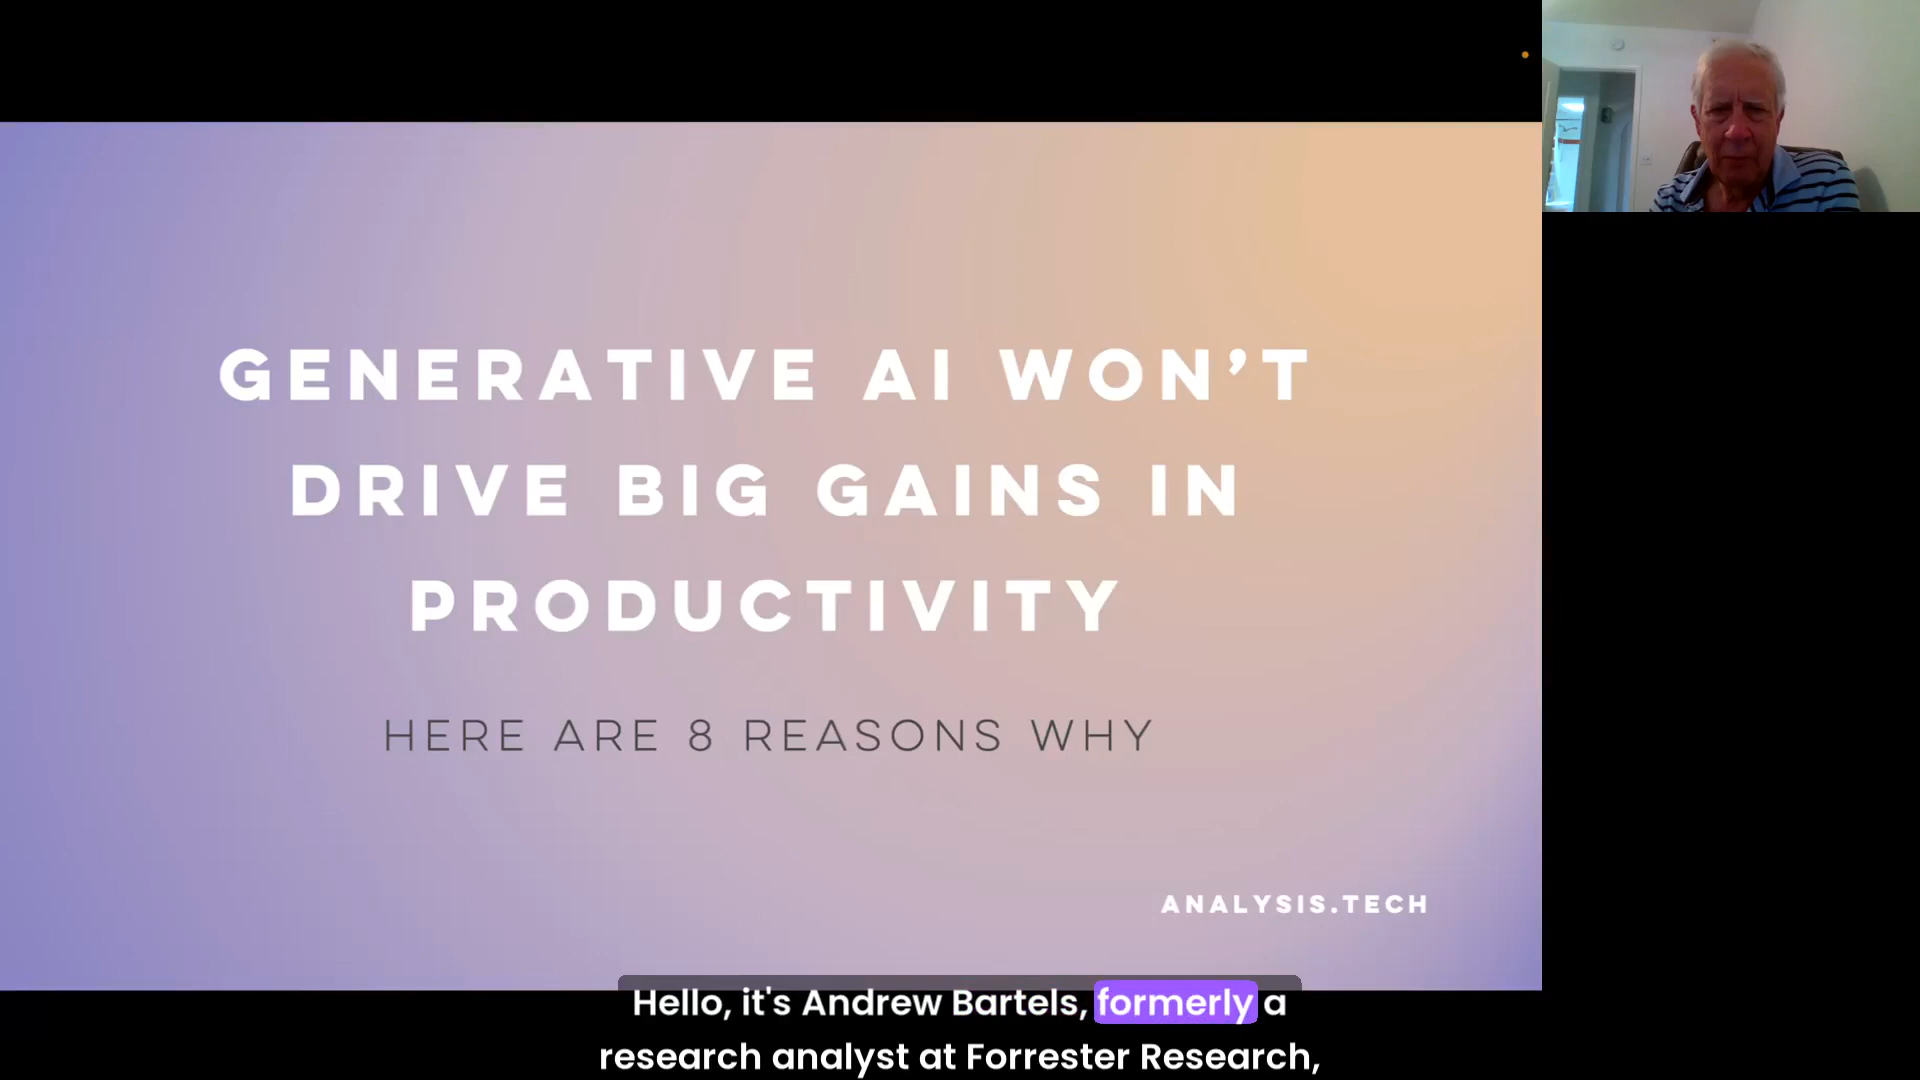 GENERATIVE AI WON’T
DRIVE BIG GAINS IN
PRODUCTIVITY
HERE ARE 8 REASONS WHY
ANALYSIS.TECH
Hello, it's Andrew Bartels, formerly a
research analyst at Forrester Research,